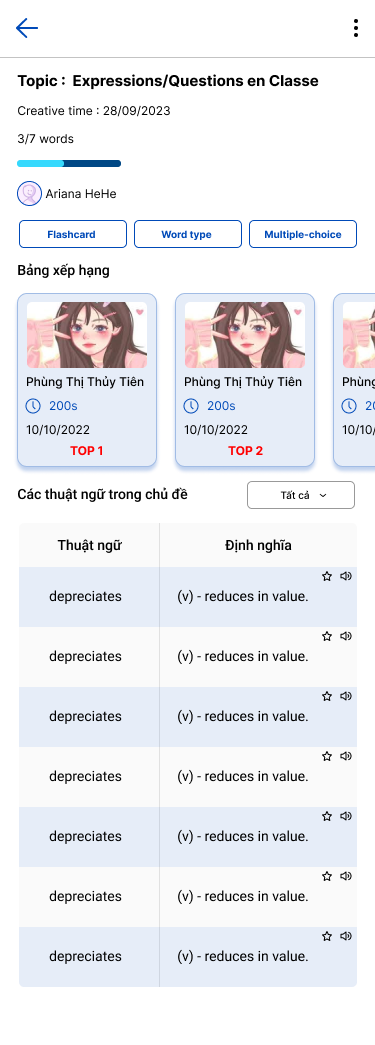 Topic : Expressions/Questions en Classe
Creative time : 28/09/2023
3/7 words
Ariana HeHe
Flashcard Word type Multiple-choice
Bảng xếp hạng
Phùng Thị Thủy Tiên Phùng Thị Thủy Tiên Phùng
200s 200s 20
10/10/2022 10/10/2022 10/10/
TOP 1 TOP 2
Các thuật ngữ trong chủ đề Tất cả
Thuật ngữ Định nghĩa
depreciates (v) - reduces in value.
depreciates (v) - reduces in value.
depreciates (v) - reduces in value.
depreciates (v) - reduces in value.
depreciates (v) - reduces in value.
depreciates (v) - reduces in value.
depreciates (v) - reduces in value.